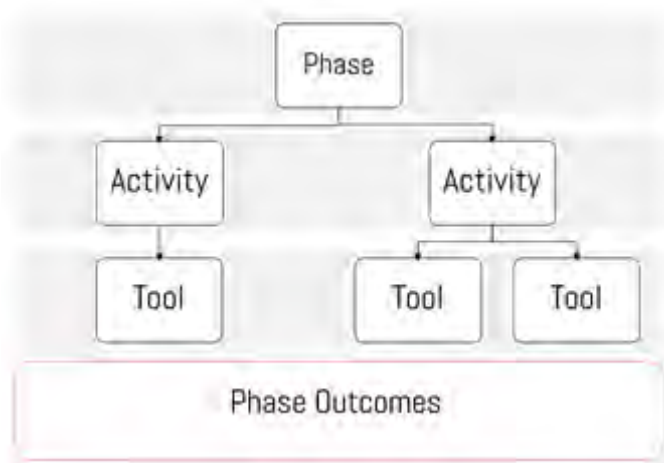 Phase
Activity
Activity
Tool
Tool
Tool
Phase Outcomes